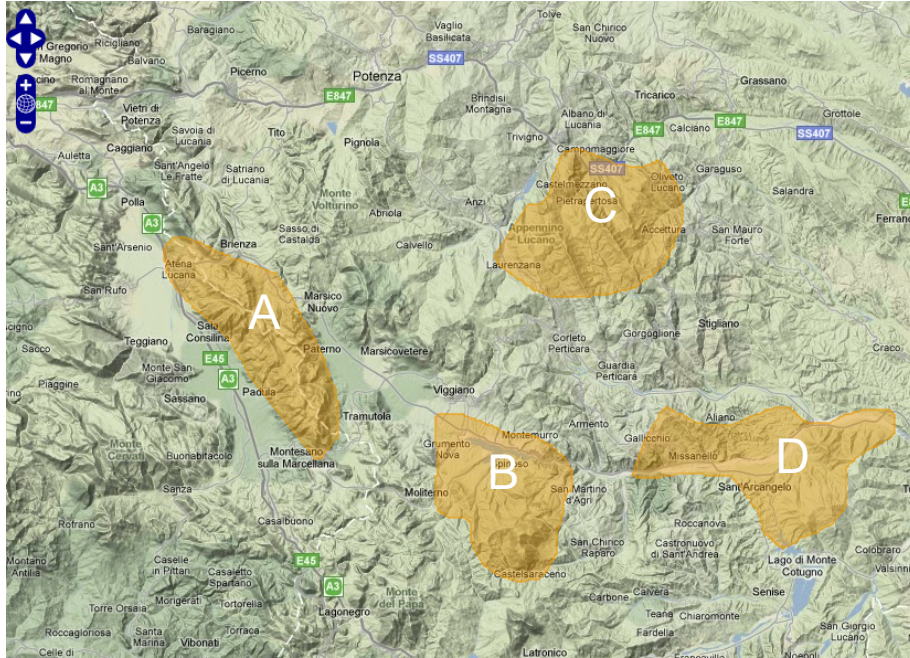 Tolve
San Chirico
Nuovo
Vaglio
Basilicata
Baragiano
San Gregorio
Magno
Ricigliano
Balvano
SS407
Romagnano
al Monte
Picerno
Potenza
Grassano
E847
E847
Brindisi
Montagna
Tricarico
Vietri di
Potenza
Albano di
Lucania
Grottole
Savoia di
Lucania
Tito
Pignola
Trivigno
E847
Calciano
E847
SS407
Caggiano
Auletta
Campomaggiore
Sant'Angelo
Le Fratte
Satriano
di Lucania
SS407
Garaguso
A3
Castelmezzano
Oliveto
Lucano
Salandra
Polla
Monte
Volturino
Anzi
Pietrapertosa
C
Abriola
Ferran
A3
Sasso di
Castalda
Appennino
Lucano
Accettura
San Mauro
Forte
Sant'Arsenio
Brienza
Calvello
Atena
Lucana
Laurenzana
San Rufo
Marsico
Nuovo
A
Sala
Consilina
Teggiano
Stigliano
Corleto
Perticara
Gorgoglione
Sacco
Paterno
Marsicovetere
Craco
E45
Monte San
Giacomo
Guardia
Perticara
A3
Piaggine
Padula
Viggiano
Sassano
Tramutola
Aliano
Armento
Monte
Cervati
Grumento
Nova
Montemurro
Gallicchio
Buonabitacolo
Montesano
sulla Marcellana
Missanello
D
B
Spinoso
Sanza
Moliterno
San Martino
d'Agri
Sant'Arcangelo
Rofrano
Casalbuono
Roccanova
San Chirico
Raparo
Castronuovo
di Sant'Andrea
Colobraro
Montano
Antilia
Caselle
in Pittari
E45
Casaletto
Spartano
Lago di Monte
Cotugno
Castelsaraceno
A3
Monte
del Papa
Carbone
Calvera
Senise
Torre Orsaia
Morigerati
Tortorella
Lagonegro
Teana
Chiaromonte
Roccagloriosa
Santa
Marina
Torraca
Vibonati
Fardella
San Giorgio
Lucano
Celle di
Latronico
Noepoli